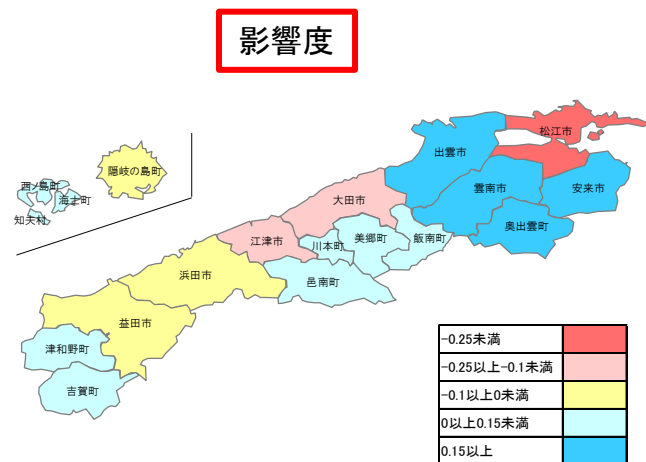 影響度
松江市
出雲市
隠岐の島町
西ノ島町
海士町
知夫村
雲南市
安来市
大田市
奥出雲町
江津市
川本町
美郷町
飯南町
浜田市
邑南町
益田市
津和野町
吉賀町
-0.25未満
-0.25以上-0.1未満
-0.1以上0未満
0以上0.15未満
0.15以上